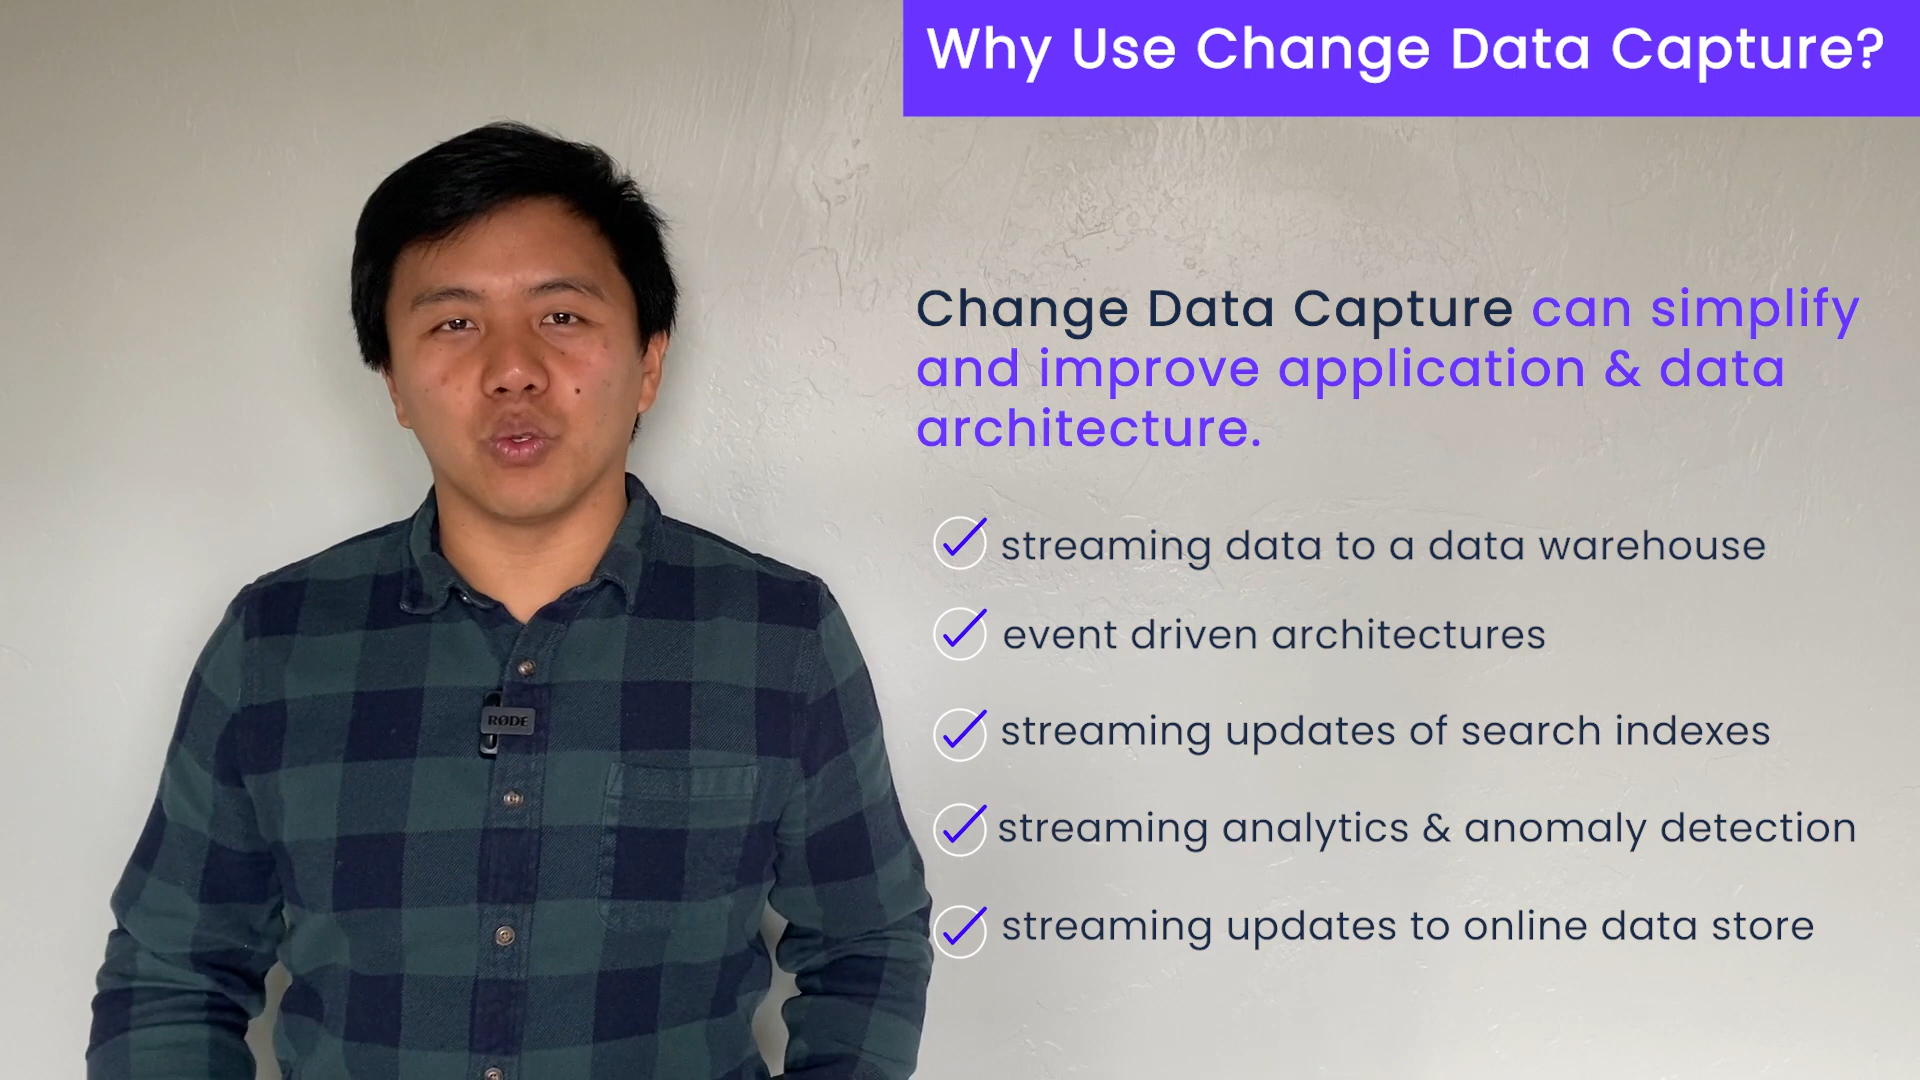 Why Use Change Data Capture?
Change Data Capture can simplify
and improve application & data
architecture.
streaming data to a data warehouse
event driven architectures
streaming updates of search indexes
streaming analytics & anomaly detection
streaming updates to online data store
RØDE